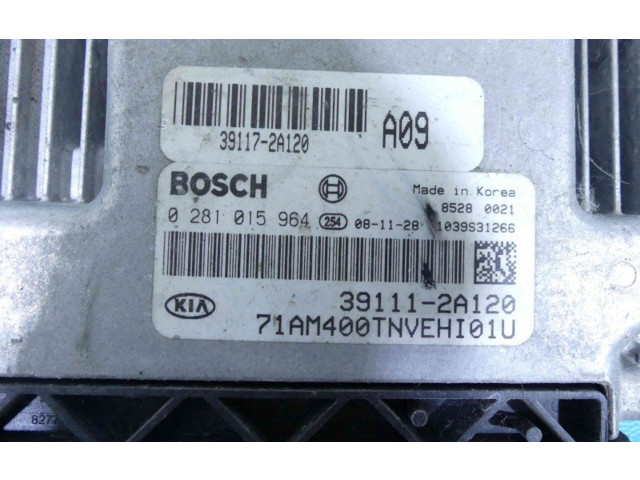 39117-2A120
A09
BOSCH
Made in Korea
8528 0021
0 281 015 964 254 08-11-28 1039S31266
KIA
39111-2A120
71AM400TNVEHI01U
8277